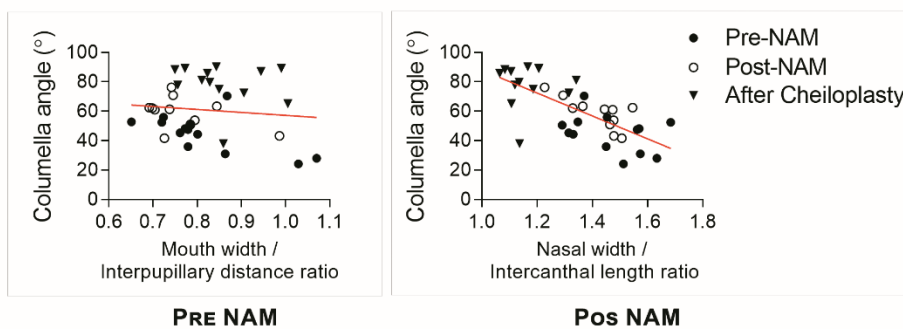 Columella angle (°)
100
80
60
40
20
0
0.6 0.7 0.8 0.9 1.0 1.1
Mouth width /
Interpupillary distance ratio
PRE NAM
Columella angle (°)
100
80
60
40
20
0
1.0 1.2 1.4 1.6 1.8
Nasal width /
Intercanthal length ratio
POS NAM
Pre-NAM
Post-NAM
After Cheiloplasty